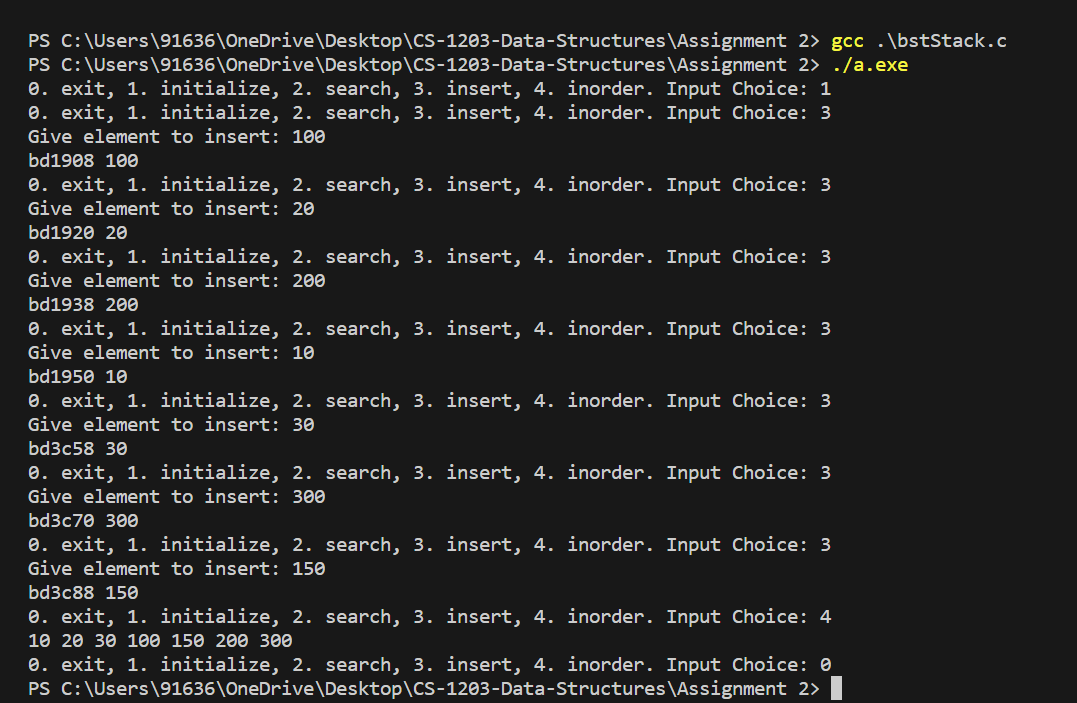 PS C:\Users\91636\OneDrive\Desktop\CS-1203-Data-Structures\Assignment 2> gcc .\bstStack.c
PS C:\Users\91636\OneDrive\Desktop\CS-1203-Data-Structures\Assignment 2> ./a.exe
0. exit, 1. initialize, 2. search, 3. insert, 4. inorder. Input Choice: 1
0. exit, 1. initialize, 2. search, 3. insert, 4. inorder. Input Choice: 3
Give element to insert: 100
bd1908 100
0. exit, 1. initialize, 2. search, 3. insert, 4. inorder. Input Choice: 3
Give element to insert: 20
bd1920 20
0. exit, 1. initialize, 2. search, 3. insert, 4. inorder. Input Choice: 3
Give element to insert: 200
bd1938 200
0. exit, 1. initialize, 2. search, 3. insert, 4. inorder. Input Choice: 3
Give element to insert: 10
bd1950 10
0. exit, 1. initialize, 2. search, 3. insert, 4. inorder. Input Choice: 3
Give element to insert: 30
bd3c58 30
0. exit, 1. initialize, 2. search, 3. insert, 4. inorder. Input Choice: 3
Give element to insert: 300
bd3c70 300
0. exit, 1. initialize, 2. search, 3. insert, 4. inorder. Input Choice: 3
Give element to insert: 150
bd3c88 150
0. exit, 1. initialize, 2. search, 3. insert, 4. inorder. Input Choice: 4
10 20 30 100 150 200 300
0. exit, 1. initialize, 2. search, 3. insert, 4. inorder. Input Choice: 0
PS C:\Users\91636\OneDrive\Desktop\CS-1203-Data-Structures\Assignment 2>